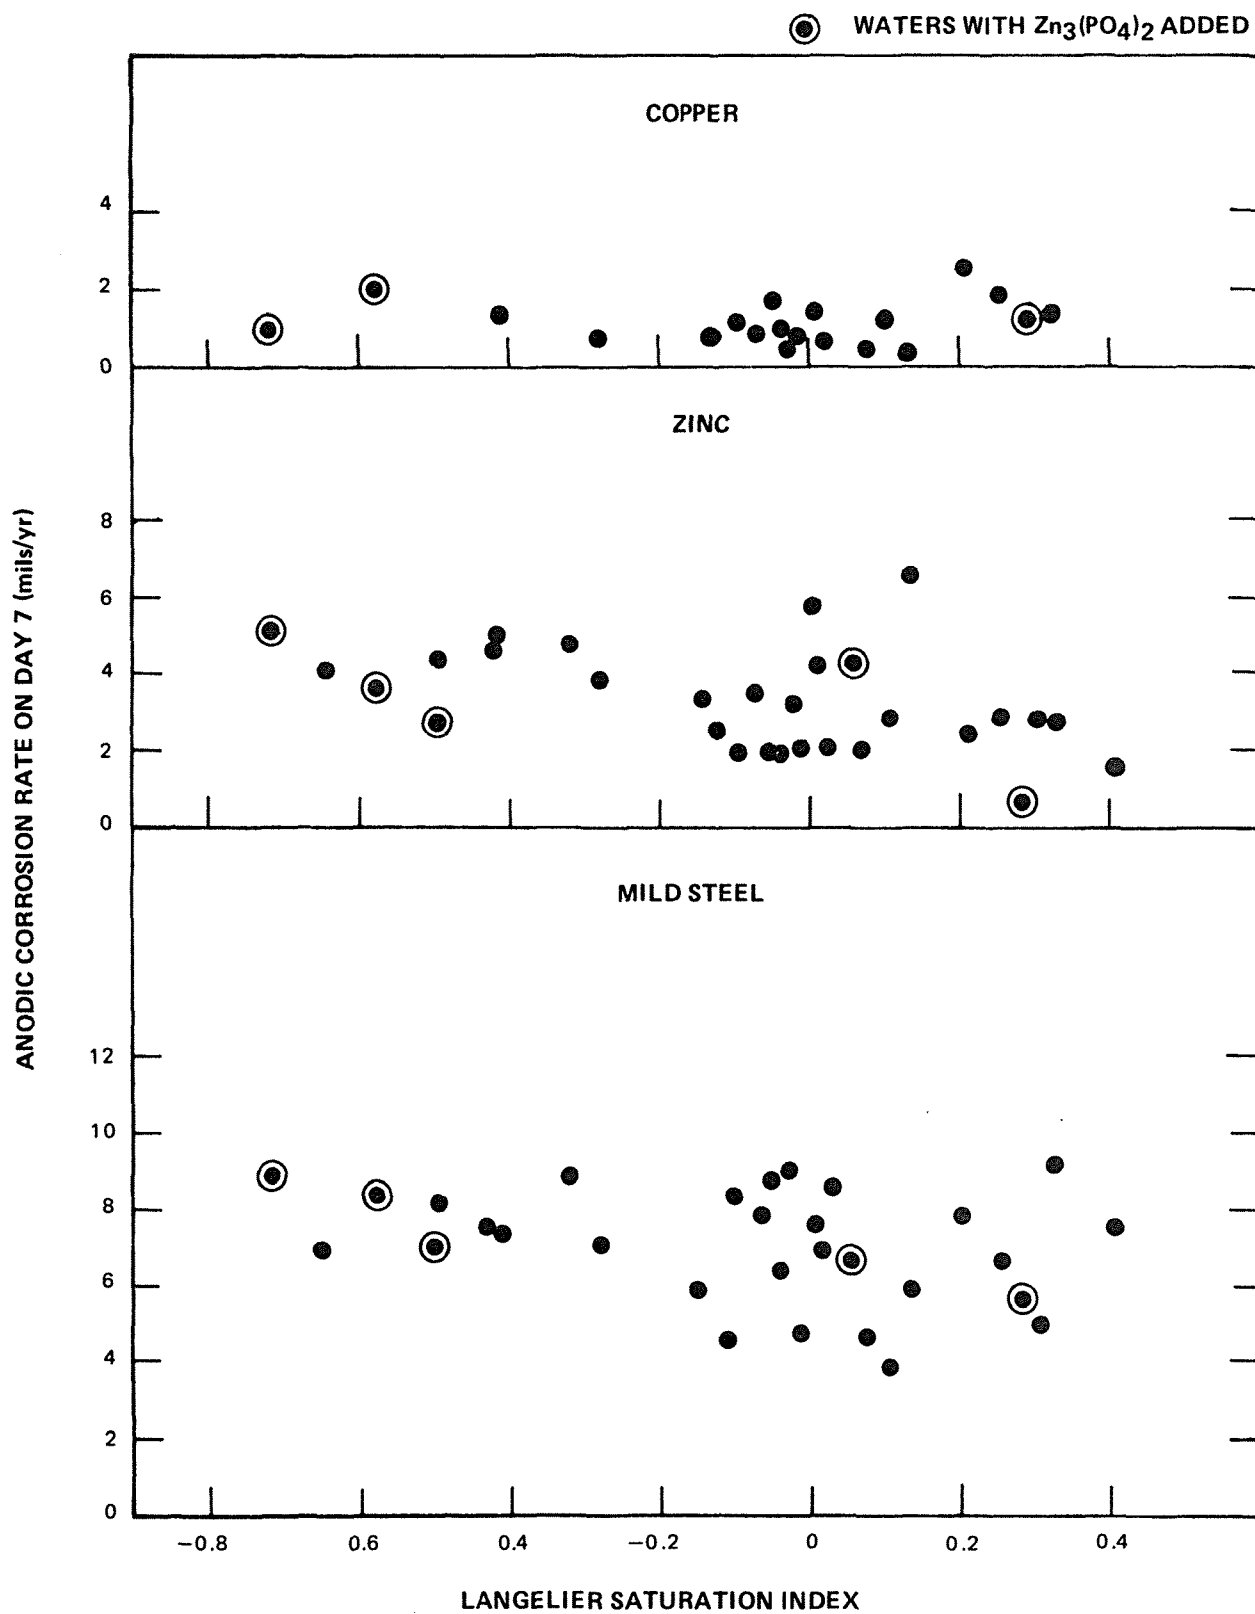 WATERS WITH Zn3(PO4)2 ADDED
COPPER
4
2
0
ZINC
8
6
4
2
0
ANODIC CORROSION RATE ON DAY 7 (mils/yr)
MILD STEEL
12
10
8
6
4
2
0
−0.8 0.6 0.4 −0.2 0 0.2 0.4
LANGELIER SATURATION INDEX